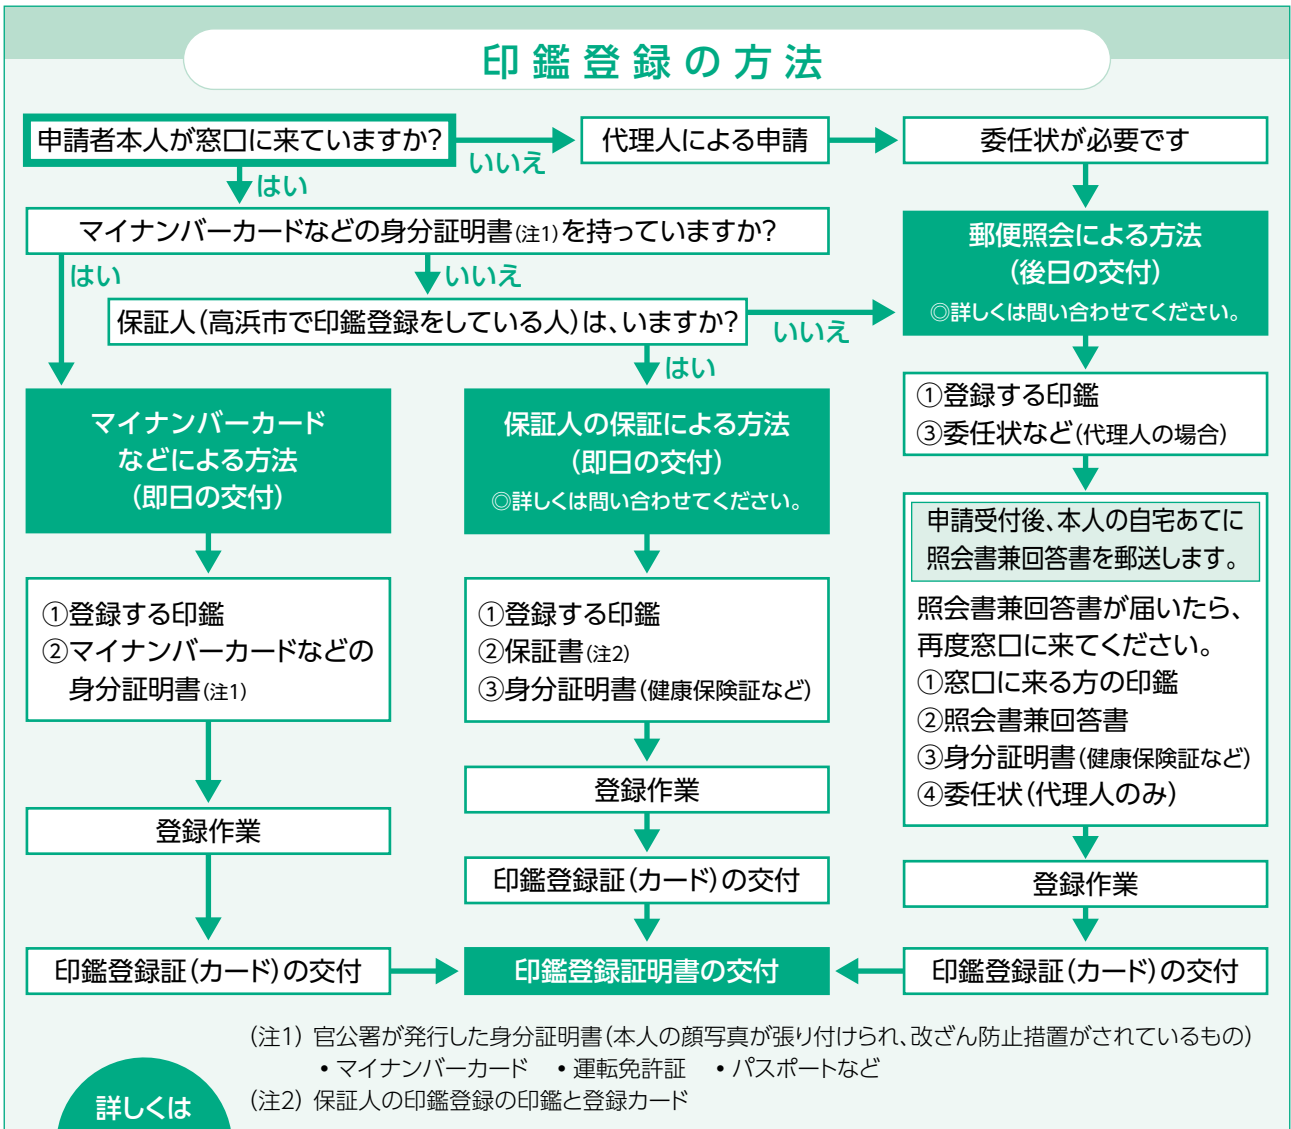 印鑑登録の方法
申請者本人が窓口に来ていますか?
いいえ
代理人による申請
委任状が必要です
はい
マイナンバーカードなどの身分証明書(注1)を持っていますか?
はい
いいえ
保証人(高浜市で印鑑登録をしている人)は、いますか?
いいえ
はい
郵便照会による方法
(後日の交付)
◎詳しくは問い合わせてください。
①登録する印鑑
③委任状など(代理人の場合)
申請受付後、本人の自宅あてに
照会書兼回答書を郵送します。
照会書兼回答書が届いたら、
再度窓口に来てください。
①窓口に来る方の印鑑
②照会書兼回答書
③身分証明書(健康保険証など)
④委任状(代理人のみ)
登録作業
印鑑登録証(カード)の交付
マイナンバーカード
などによる方法
(即日の交付)
①登録する印鑑
②マイナンバーカードなどの
身分証明書(注1)
登録作業
印鑑登録証(カード)の交付
保証人の保証による方法
(即日の交付)
◎詳しくは問い合わせてください。
①登録する印鑑
②保証書(注2)
③身分証明書(健康保険証など)
登録作業
印鑑登録証(カード)の交付
印鑑登録証明書の交付
(注1) 官公署が発行した身分証明書(本人の顔写真が張り付けられ、改ざん防止措置がされているもの)
•マイナンバーカード •運転免許証 •パスポートなど
(注2) 保証人の印鑑登録の印鑑と登録カード
詳しくは